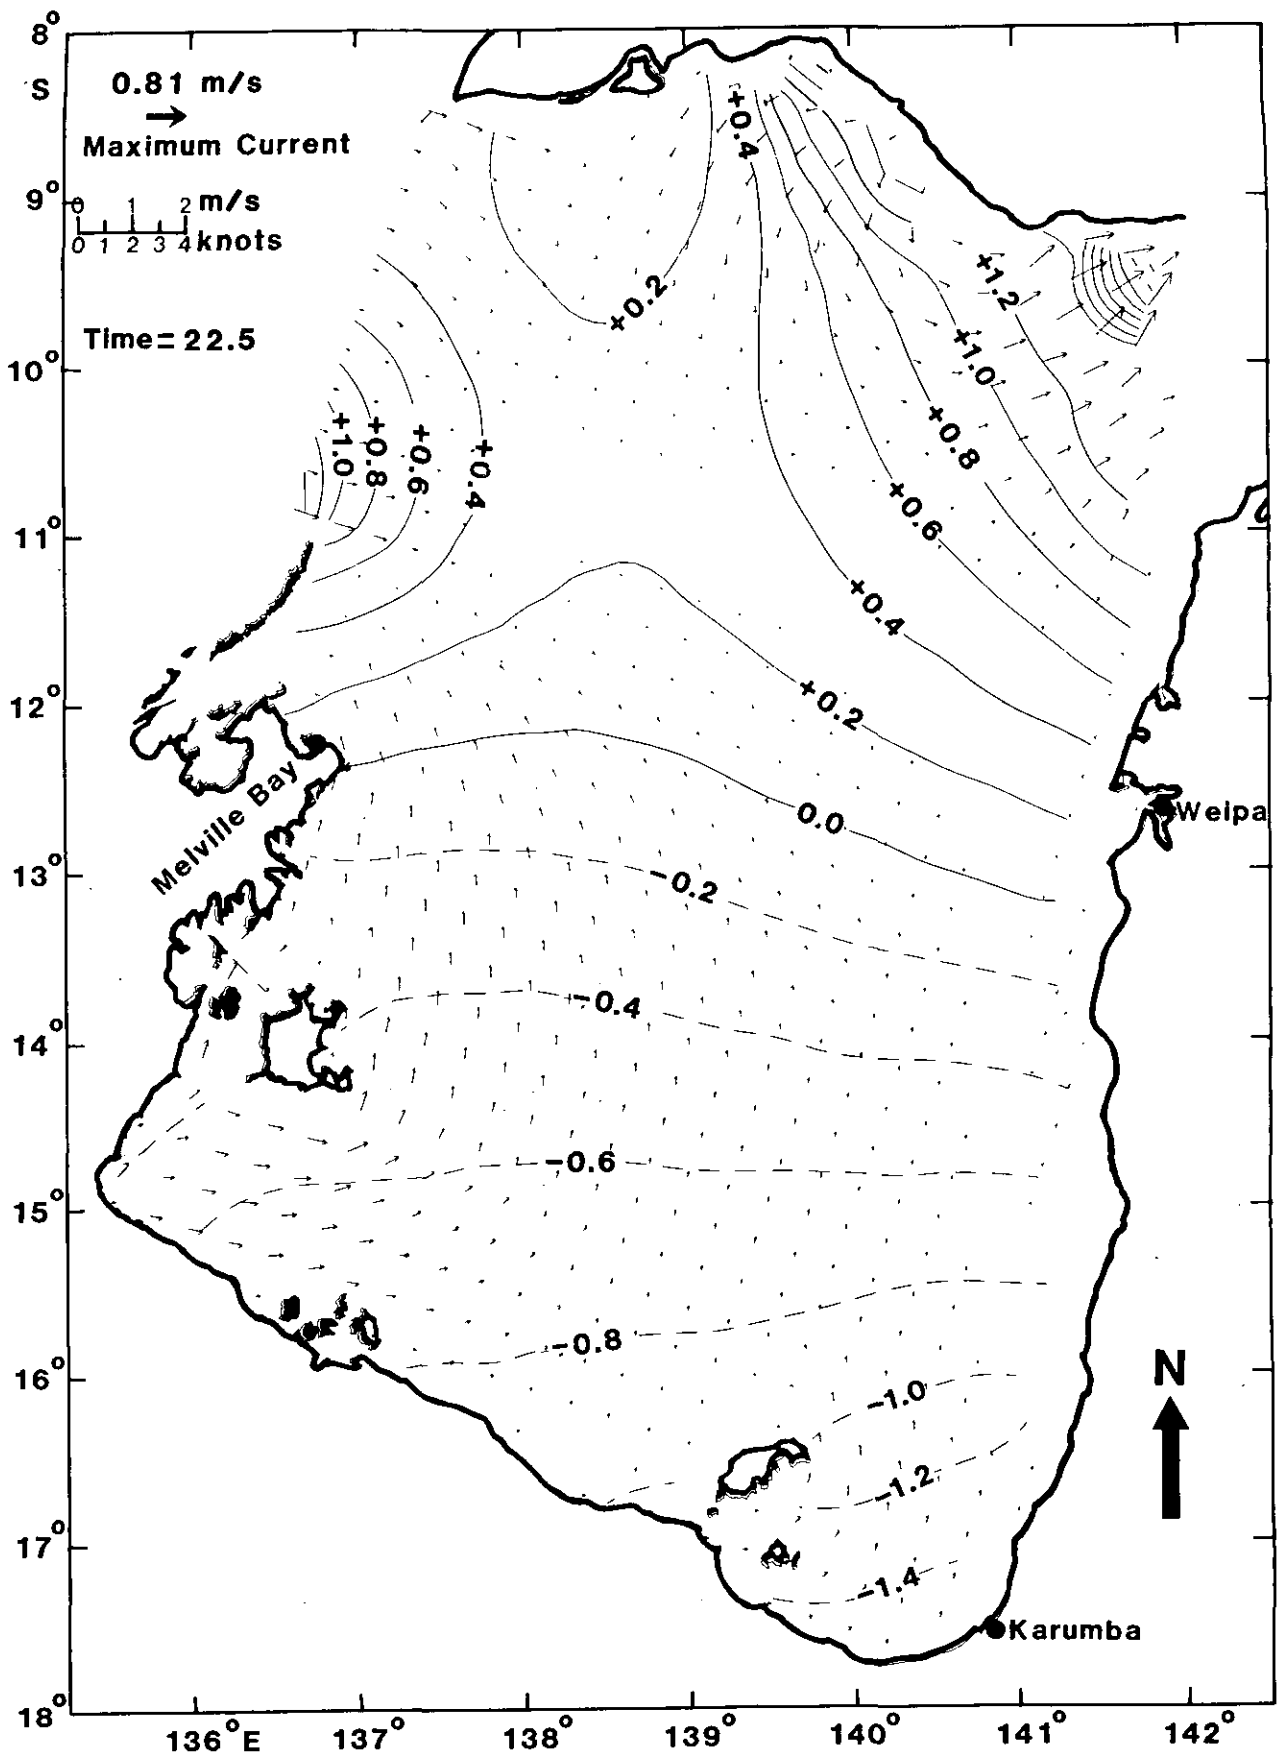 8°
S
0.81 m/s
Maximum Current
9°
0 1 2 m/s
0 1 2 3 4 knots
Time= 22.5
10°
11°
12°
13°
14°
15°
16°
17°
18°
136°E 137° 138° 139° 140° 141° 142°
+0.4
+0.2
+1.2
+1.0
+0.8
+0.6
+0.4
+0.2
0.0
-0.2
-0.4
-0.6
-0.8
-1.0
-1.2
-1.4
+1.0
+0.8
+0.6
+0.4
Melville Bay
Weipa
N
Karumba